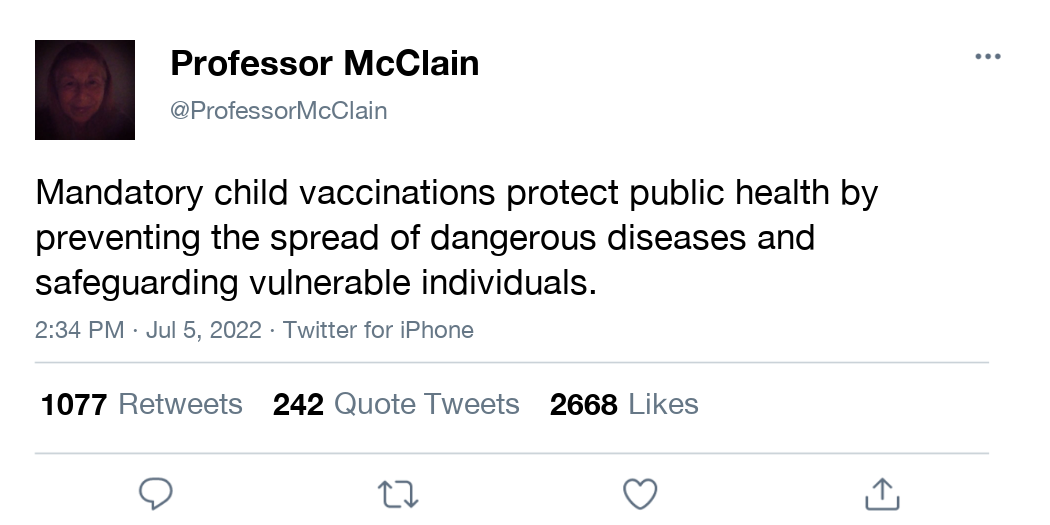 Professor McClain
@ProfessorMcClain
Mandatory child vaccinations protect public health by
preventing the spread of dangerous diseases and
safeguarding vulnerable individuals.
2:34 PM · Jul 5, 2022 · Twitter for iPhone
1077 Retweets 242 Quote Tweets 2668 Likes